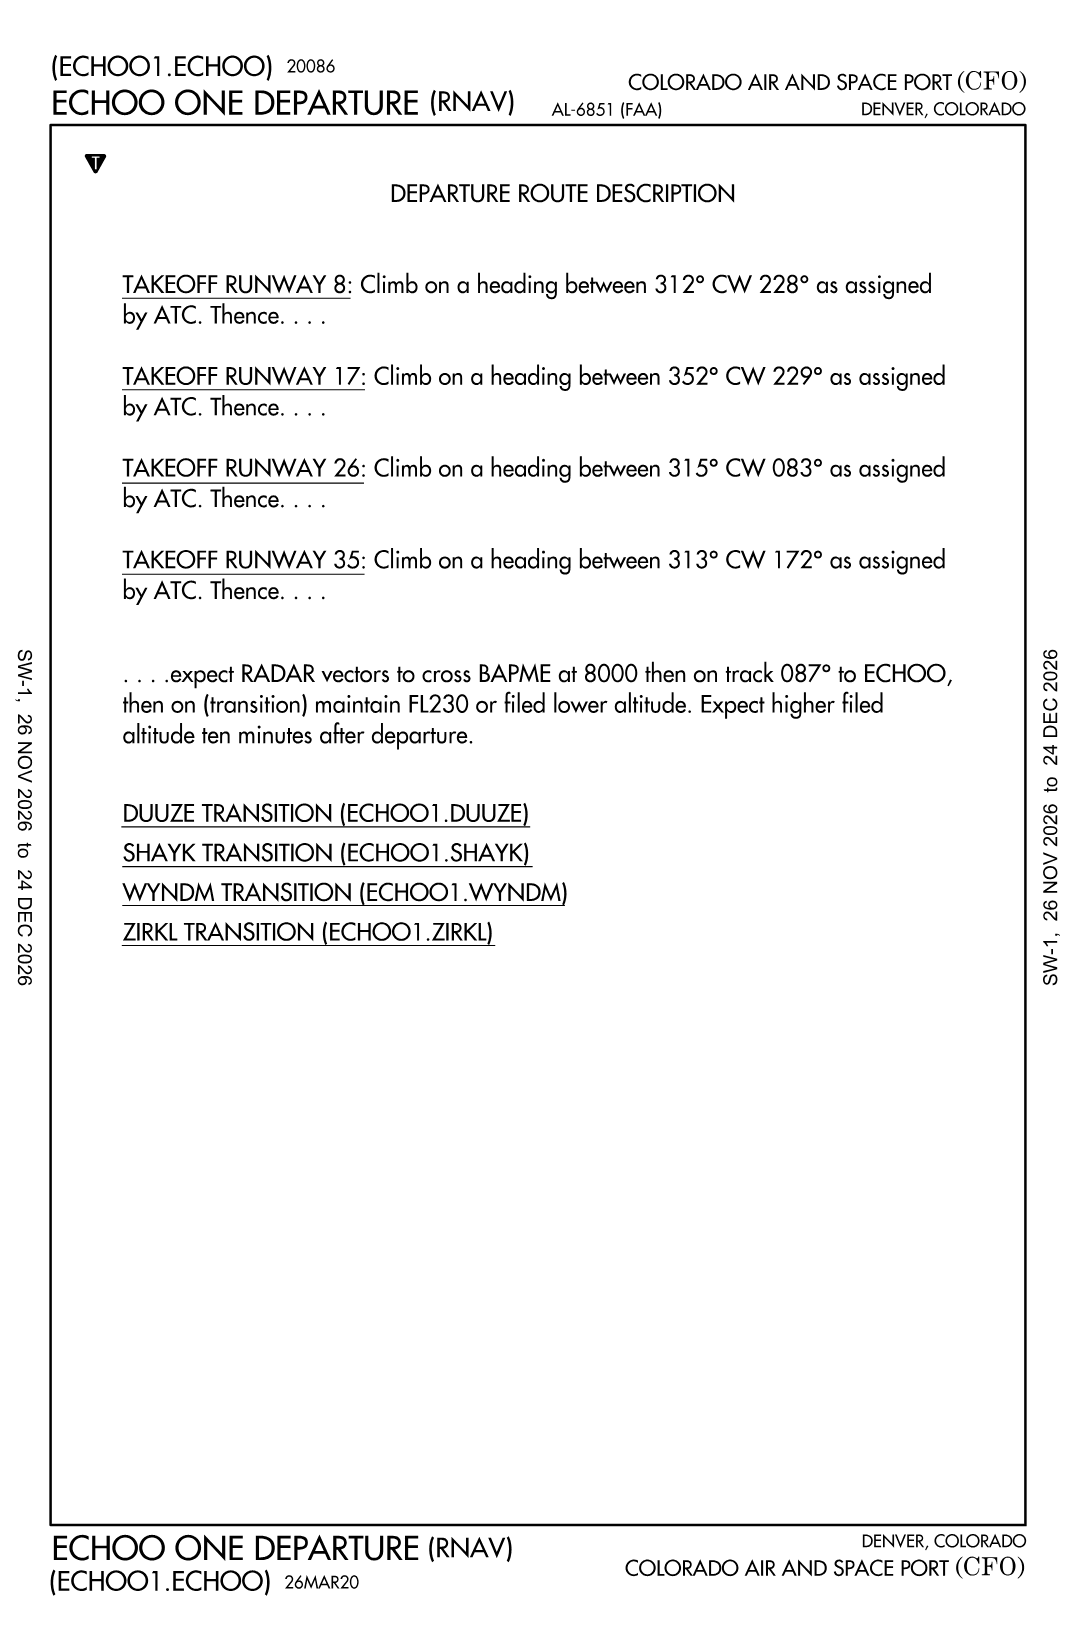 (ECHOO1.ECHOO) 20086
ECHOO ONE DEPARTURE (RNAV)
AL-6851 (FAA)
COLORADO AIR AND SPACE PORT (CFO)
DENVER, COLORADO
T
DEPARTURE ROUTE DESCRIPTION
TAKEOFF RUNWAY 8: Climb on a heading between 312° CW 228° as assigned
by ATC. Thence. . . .
TAKEOFF RUNWAY 17: Climb on a heading between 352° CW 229° as assigned
by ATC. Thence. . . .
TAKEOFF RUNWAY 26: Climb on a heading between 315° CW 083° as assigned
by ATC. Thence. . . .
TAKEOFF RUNWAY 35: Climb on a heading between 313° CW 172° as assigned
by ATC. Thence. . . .
. . . .expect RADAR vectors to cross BAPME at 8000 then on track 087° to ECHOO,
then on (transition) maintain FL230 or filed lower altitude. Expect higher filed
altitude ten minutes after departure.
DUUZE TRANSITION (ECHOO1.DUUZE)
SHAYK TRANSITION (ECHOO1.SHAYK)
WYNDM TRANSITION (ECHOO1.WYNDM)
ZIRKL TRANSITION (ECHOO1.ZIRKL)
SW-1, 26 NOV 2026 to 24 DEC 2026
SW-1, 26 NOV 2026 to 24 DEC 2026
ECHOO ONE DEPARTURE (RNAV)
(ECHOO1.ECHOO) 26MAR20
DENVER, COLORADO
COLORADO AIR AND SPACE PORT (CFO)